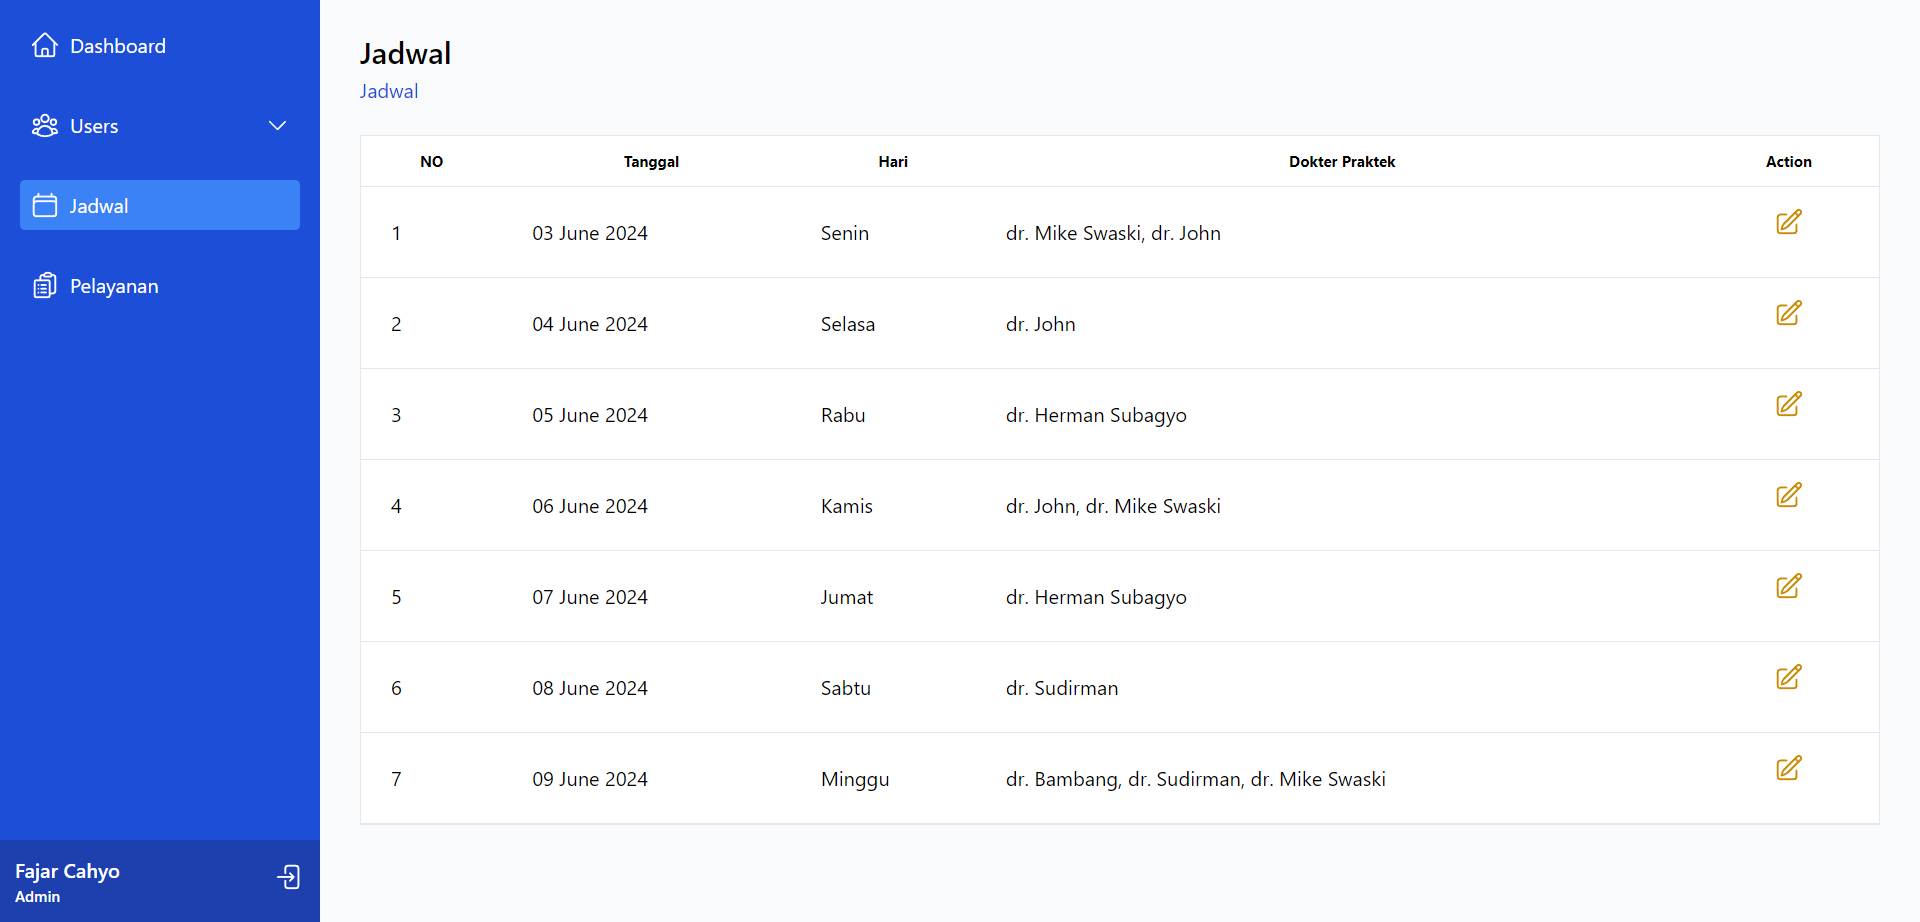 Dashboard
Users
Jadwal
Pelayanan
Fajar Cahyo
Admin
Jadwal
Jadwal
NO Tanggal Hari Dokter Praktek Action
1 03 June 2024 Senin dr. Mike Swaski, dr. John
2 04 June 2024 Selasa dr. John
3 05 June 2024 Rabu dr. Herman Subagyo
4 06 June 2024 Kamis dr. John, dr. Mike Swaski
5 07 June 2024 Jumat dr. Herman Subagyo
6 08 June 2024 Sabtu dr. Sudirman
7 09 June 2024 Minggu dr. Bambang, dr. Sudirman, dr. Mike Swaski